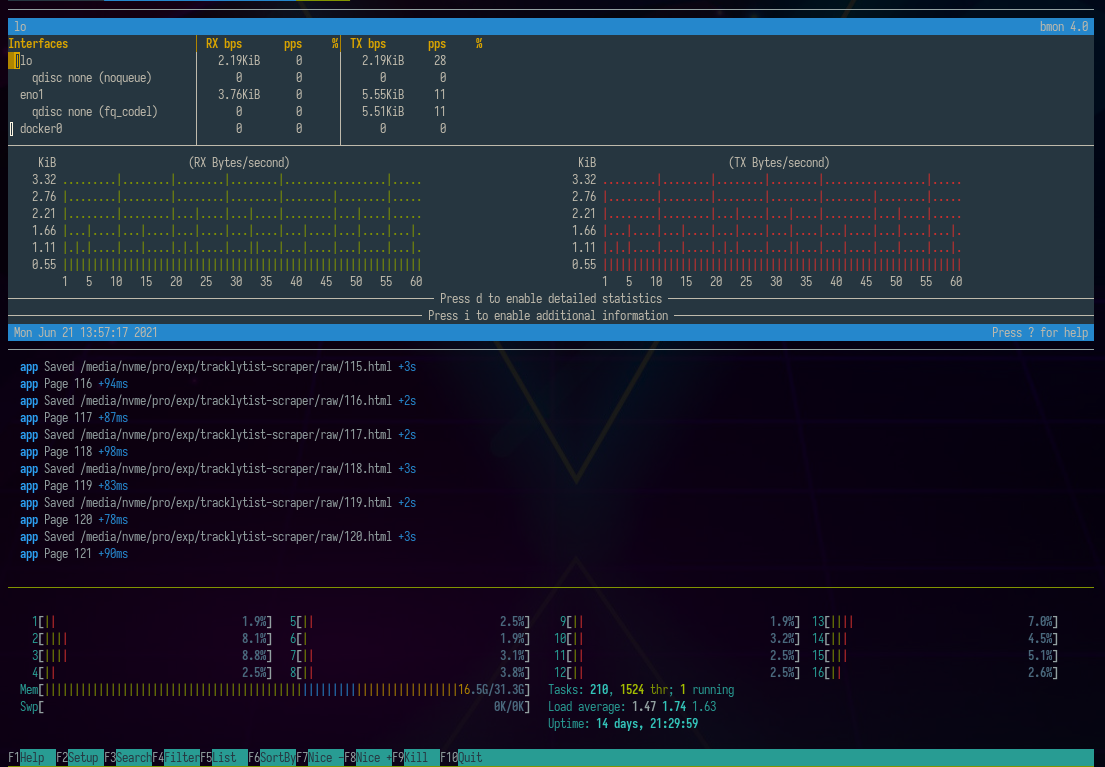 lo bmon 4.0
Interfaces RX bps pps % TX bps pps %
lo 2.19KiB 0 2.19KiB 28
qdisc none (noqueue) 0 0 0 0
eno1 3.76KiB 0 5.55KiB 11
qdisc none (fq_codel) 0 0 5.51KiB 11
docker0 0 0 0 0
KiB (RX Bytes/second) KiB (TX Bytes/second)
3.32 3.32
2.76 2.76
2.21 2.21
1.66 1.66
1.11 1.11
0.55 0.55
1 5 10 15 20 25 30 35 40 45 50 55 60 1 5 10 15 20 25 30 35 40 45 50 55 60
Press d to enable detailed statistics
Press i to enable additional information
Mon Jun 21 13:57:17 2021 Press ? for help
app Saved /media/nvme/pro/exp/tracklytist-scraper/raw/115.html +3s
app Page 116 +94ms
app Saved /media/nvme/pro/exp/tracklytist-scraper/raw/116.html +2s
app Page 117 +87ms
app Saved /media/nvme/pro/exp/tracklytist-scraper/raw/117.html +2s
app Page 118 +98ms
app Saved /media/nvme/pro/exp/tracklytist-scraper/raw/118.html +3s
app Page 119 +83ms
app Saved /media/nvme/pro/exp/tracklytist-scraper/raw/119.html +2s
app Page 120 +78ms
app Saved /media/nvme/pro/exp/tracklytist-scraper/raw/120.html +3s
app Page 121 +90ms
1[|| 1.9%] 5[|| 2.5%] 9[|| 1.9%] 13[|||| 7.0%]
2[|||| 8.1%] 6[| 1.9%] 10[|| 3.2%] 14[||| 4.5%]
3[|||| 8.8%] 7[|| 3.1%] 11[|| 2.5%] 15[||| 5.1%]
4[|| 2.5%] 8[|| 3.8%] 12[|| 2.5%] 16[|| 2.6%]
Mem[16.5G/31.3G] Tasks: 210, 1524 thr; 1 running
Swp[ 0K/0K] Load average: 1.47 1.74 1.63
Uptime: 14 days, 21:29:59
F1Help F2Setup F3SearchF4FilterF5List F6SortByF7Nice -F8Nice +F9Kill F10Quit